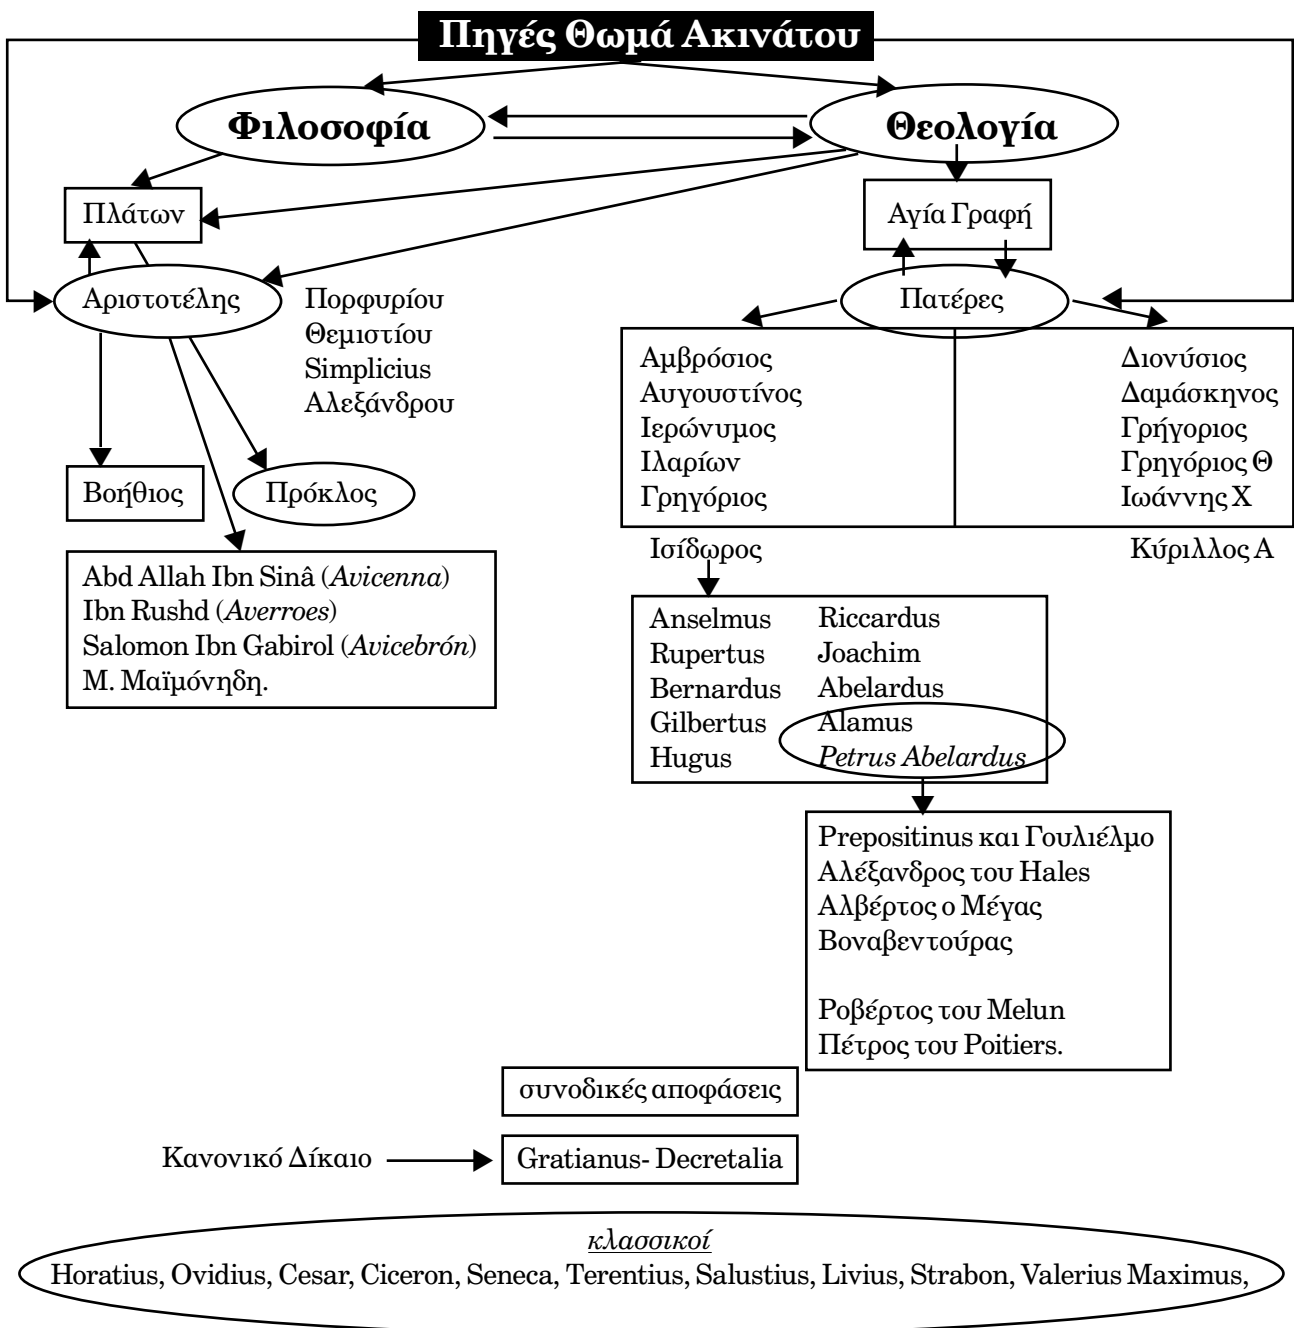 Πηγές Θωμά Ακινάτου
Φιλοσοφία
Θεολογία
Πλάτων
Αγία Γραφή
Αριστοτέλης
Πατέρες
Πορφυρίου
Θεμιστίου
Simplicius
Αλεξάνδρου
Αμβρόσιος
Αυγουστίνος
Ιερώνυμος
Ιλαρίων
Γρηγόριος
Διονύσιος
Δαμάσκηνος
Γρήγοριος
Γρηγόριος Θ
Ιωάννης Χ
Βοήθιος
Πρόκλος
Ισίδωρος
Κύριλλος Α
Abd Allah Ibn Sinâ (Avicenna)
Ibn Rushd (Averroes)
Salomon Ibn Gabirol (Avicebrón)
Μ. Μαϊμόνηδη.
Anselmus
Rupertus
Bernardus
Gilbertus
Hugus
Riccardus
Joachim
Abelardus
Alamus
Petrus Abelardus
Prepositinus και Γουλιέλμο
Αλέξανδρος του Hales
Αλβέρτος ο Μέγας
Βοναβεντούρας
Ροβέρτος του Melun
Πέτρος του Poitiers.
συνοδικές αποφάσεις
Κανονικό Δίκαιο
Gratianus- Decretalia
κλασσικοί
Horatius, Ovidius, Cesar, Ciceron, Seneca, Terentius, Salustius, Livius, Strabon, Valerius Maximus,